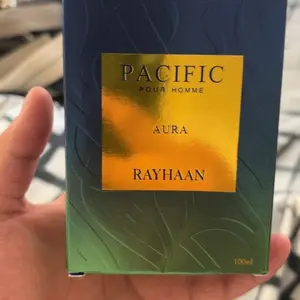 PACIFIC
POUR HOMME
AURA
RAYHAAN
100ml